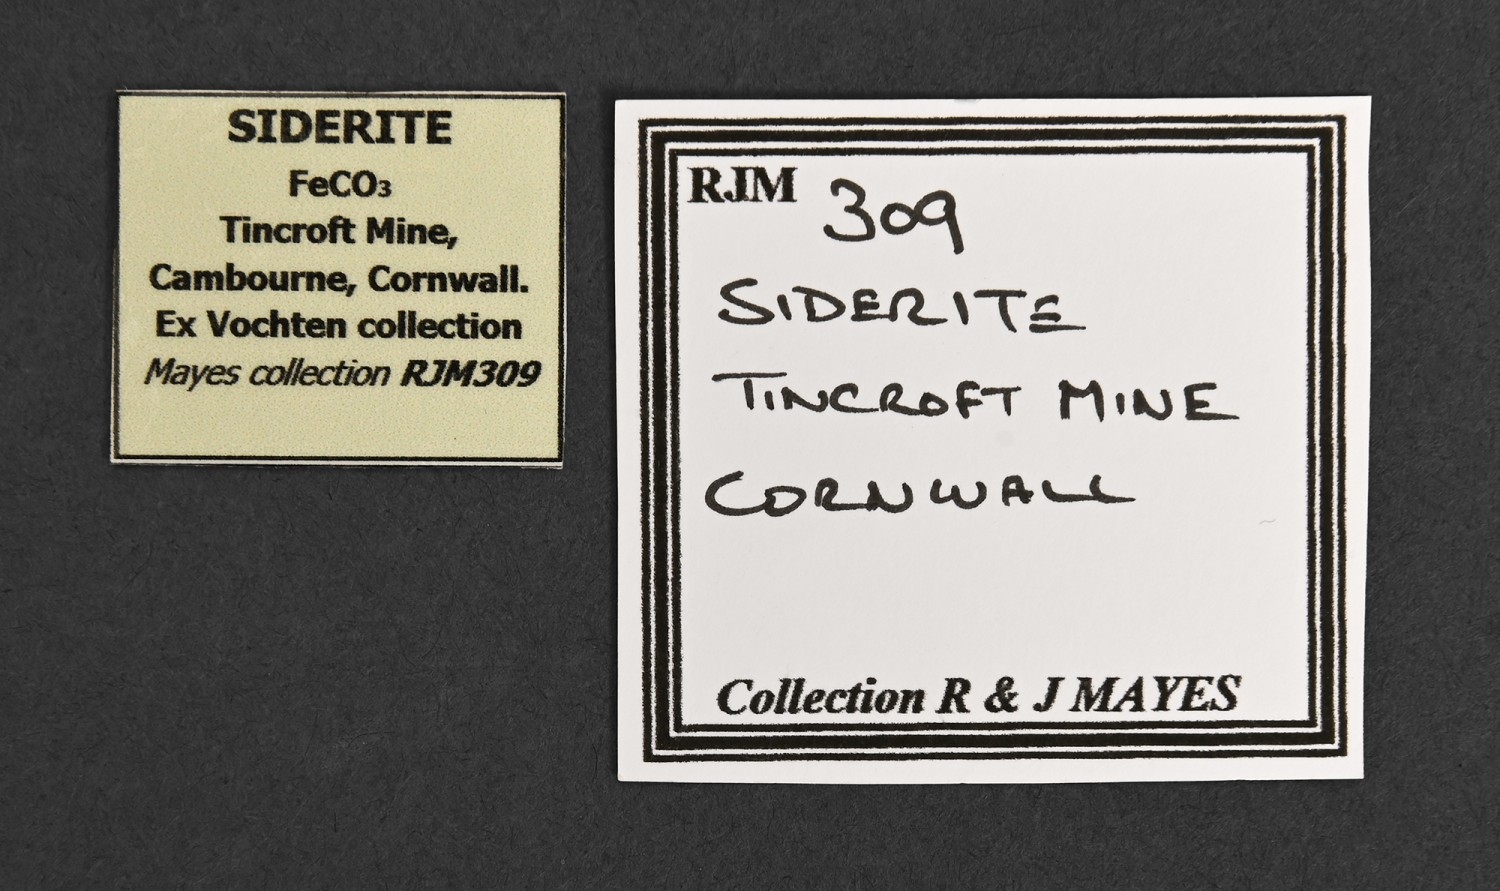 SIDERITE
FeCO₃
Tincroft Mine,
Cambourne, Cornwall.
Ex Vochten collection
Mayes collection RJM309
RJM 309
SIDERITE
TINCROFT MINE
CORNWALL
Collection R & J MAYES